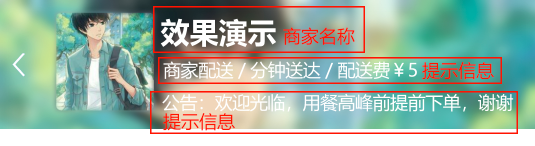 效果演示 商家名称
商家配送 / 分钟送达 / 配送费 ¥ 5 提示信息
公告：欢迎光临，用餐高峰前提前下单，谢谢
提示信息